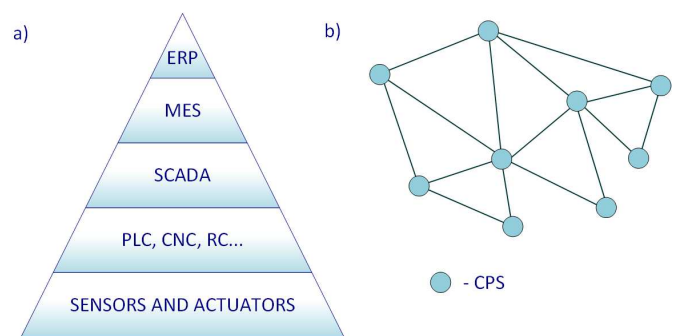 a)
ERP
MES
SCADA
PLC, CNC, RC...
SENSORS AND ACTUATORS
b)
- CPS